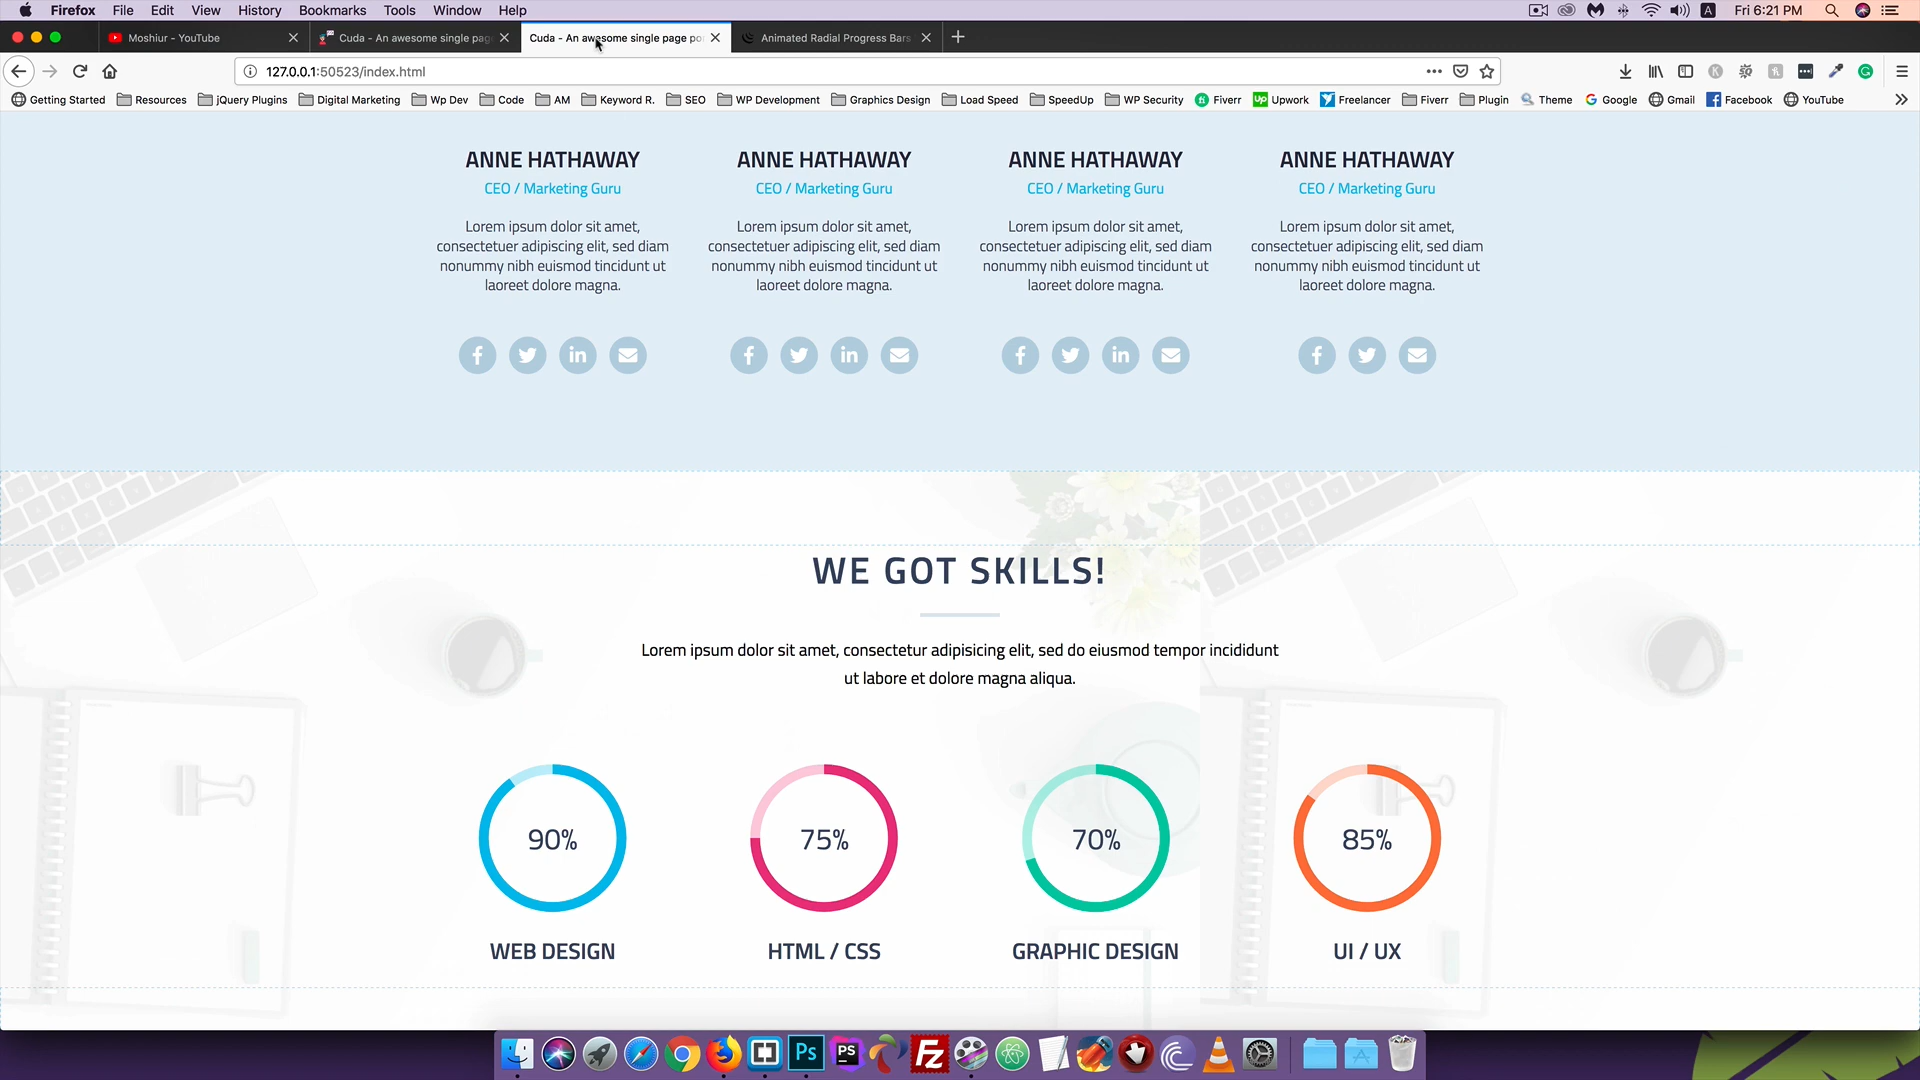 Firefox File Edit View History Bookmarks Tools Window Help A Fri 6:21 PM
Moshiur - YouTube Cuda - An awesome single page Cuda - An awesome single page po Animated Radial Progress Bars
127.0.0.1:50523/index.html
Getting Started Resources jQuery Plugins Digital Marketing Wp Dev Code AM Keyword R. SEO WP Development Graphics Design Load Speed SpeedUp WP Security Fiverr Upwork Freelancer Fiverr Plugin Theme Google Gmail Facebook YouTube
ANNE HATHAWAY ANNE HATHAWAY ANNE HATHAWAY ANNE HATHAWAY
CEO / Marketing Guru CEO / Marketing Guru CEO / Marketing Guru CEO / Marketing Guru
Lorem ipsum dolor sit amet, Lorem ipsum dolor sit amet, Lorem ipsum dolor sit amet, Lorem ipsum dolor sit amet,
consectetuer adipiscing elit, sed diam consectetuer adipiscing elit, sed diam consectetuer adipiscing elit, sed diam consectetuer adipiscing elit, sed diam
nonummy nibh euismod tincidunt ut nonummy nibh euismod tincidunt ut nonummy nibh euismod tincidunt ut nonummy nibh euismod tincidunt ut
laoreet dolore magna. laoreet dolore magna. laoreet dolore magna. laoreet dolore magna.
WE GOT SKILLS!
Lorem ipsum dolor sit amet, consectetur adipisicing elit, sed do eiusmod tempor incididunt
ut labore et dolore magna aliqua.
90% 75% 70% 85%
WEB DESIGN HTML / CSS GRAPHIC DESIGN UI / UX
Ps PS FZ